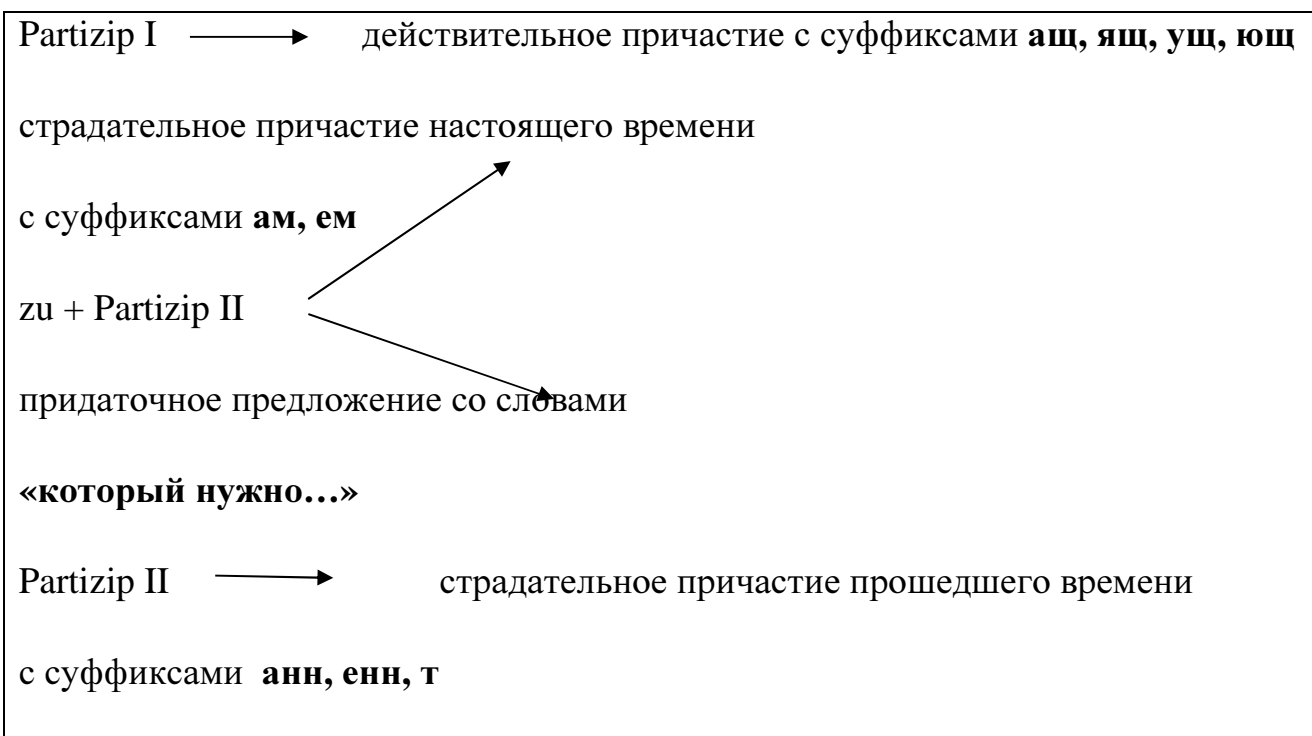 Partizip I действительное причастие с суффиксами ащ, ящ, ущ, ющ
страдательное причастие настоящего времени
с суффиксами ам, ем
zu + Partizip II
придаточное предложение со словами
«который нужно…»
Partizip II страдательное причастие прошедшего времени
с суффиксами анн, енн, т